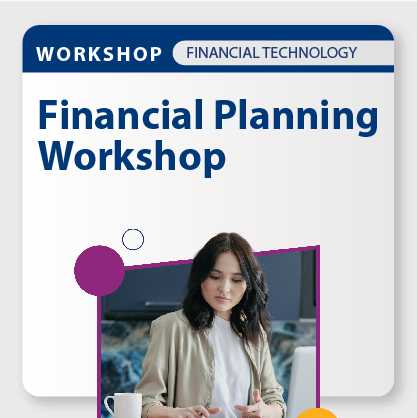 WORKSHOP FINANCIAL TECHNOLOGY
Financial Planning
Workshop